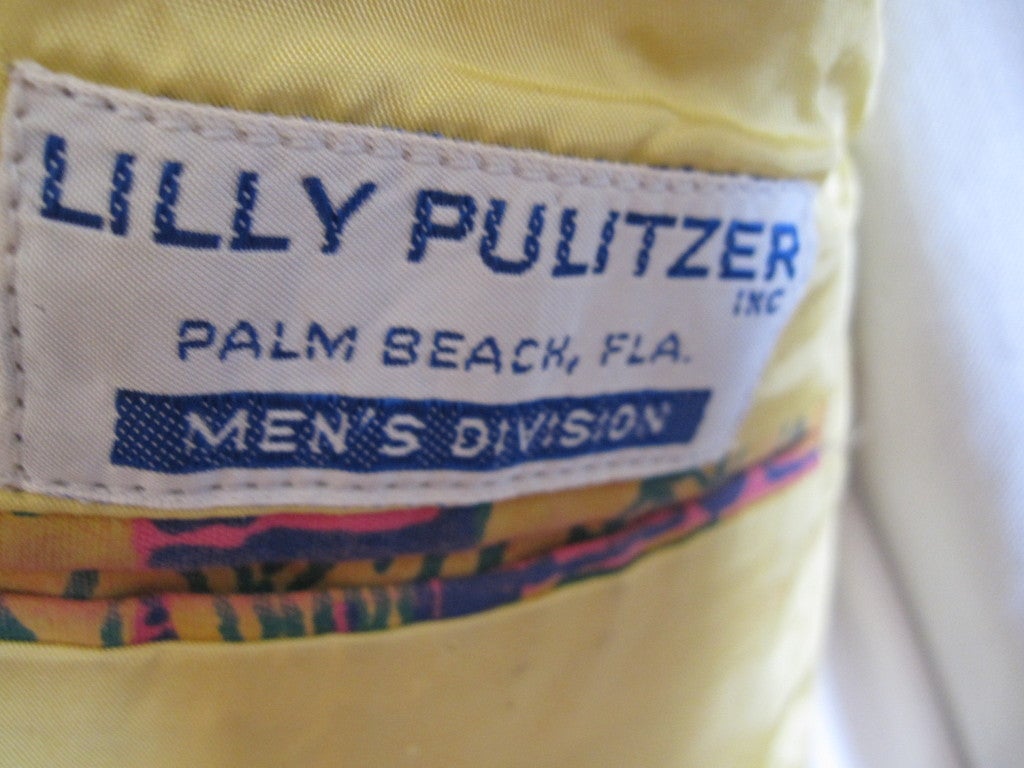 LILLY PULITZER
INC
PALM BEACH, FLA.
MEN'S DIVISION